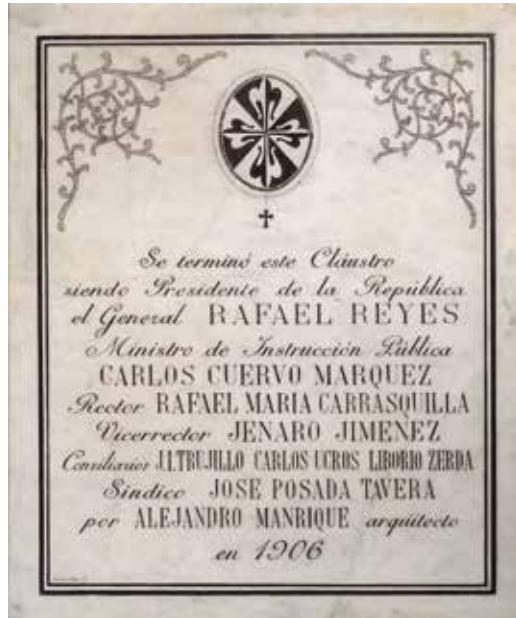 Se terminó este Cláustro
siendo Presidente de la República
el General RAFAEL REYES
Ministro de Instrucción Pública
CARLOS CUERVO MARQUEZ
Rector RAFAEL MARIA CARRASQUILLA
Vicerrector JENARO JIMENEZ
Conciliarios J.I.TRUJILLO CARLOS UCROS LIBORIO ZERDA
Síndico JOSE POSADA TAVERA
por ALEJANDRO MANRIQUE arquitecto
en 1906